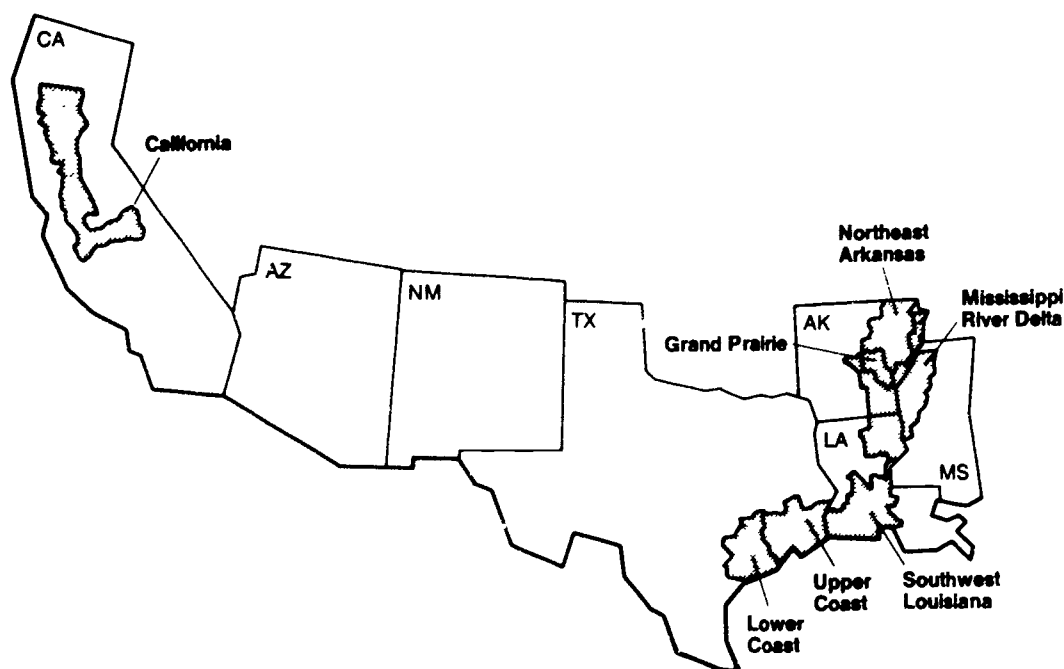 CA
California
AZ
NM
TX
Northeast
Arkansas
AK
Mississippi
River Delta
Grand Prairie
LA
MS
Upper
Coast
Southwest
Louisiana
Lower
Coast